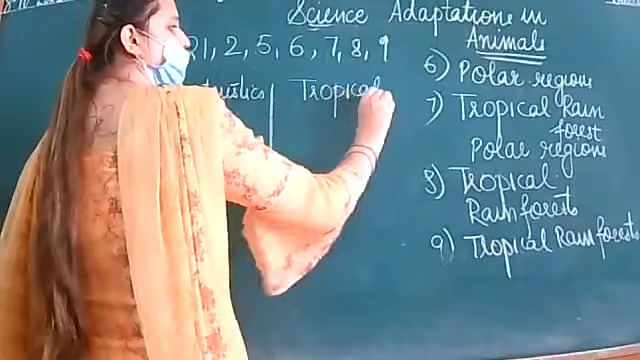 Science Adaptations in
Animals
1, 2, 5, 6, 7, 8, 9
Tropical
6) Polar regions
7) Tropical Rain
forest
Polar regions
8) Tropical
Rainforests
9) Tropical Rainforests